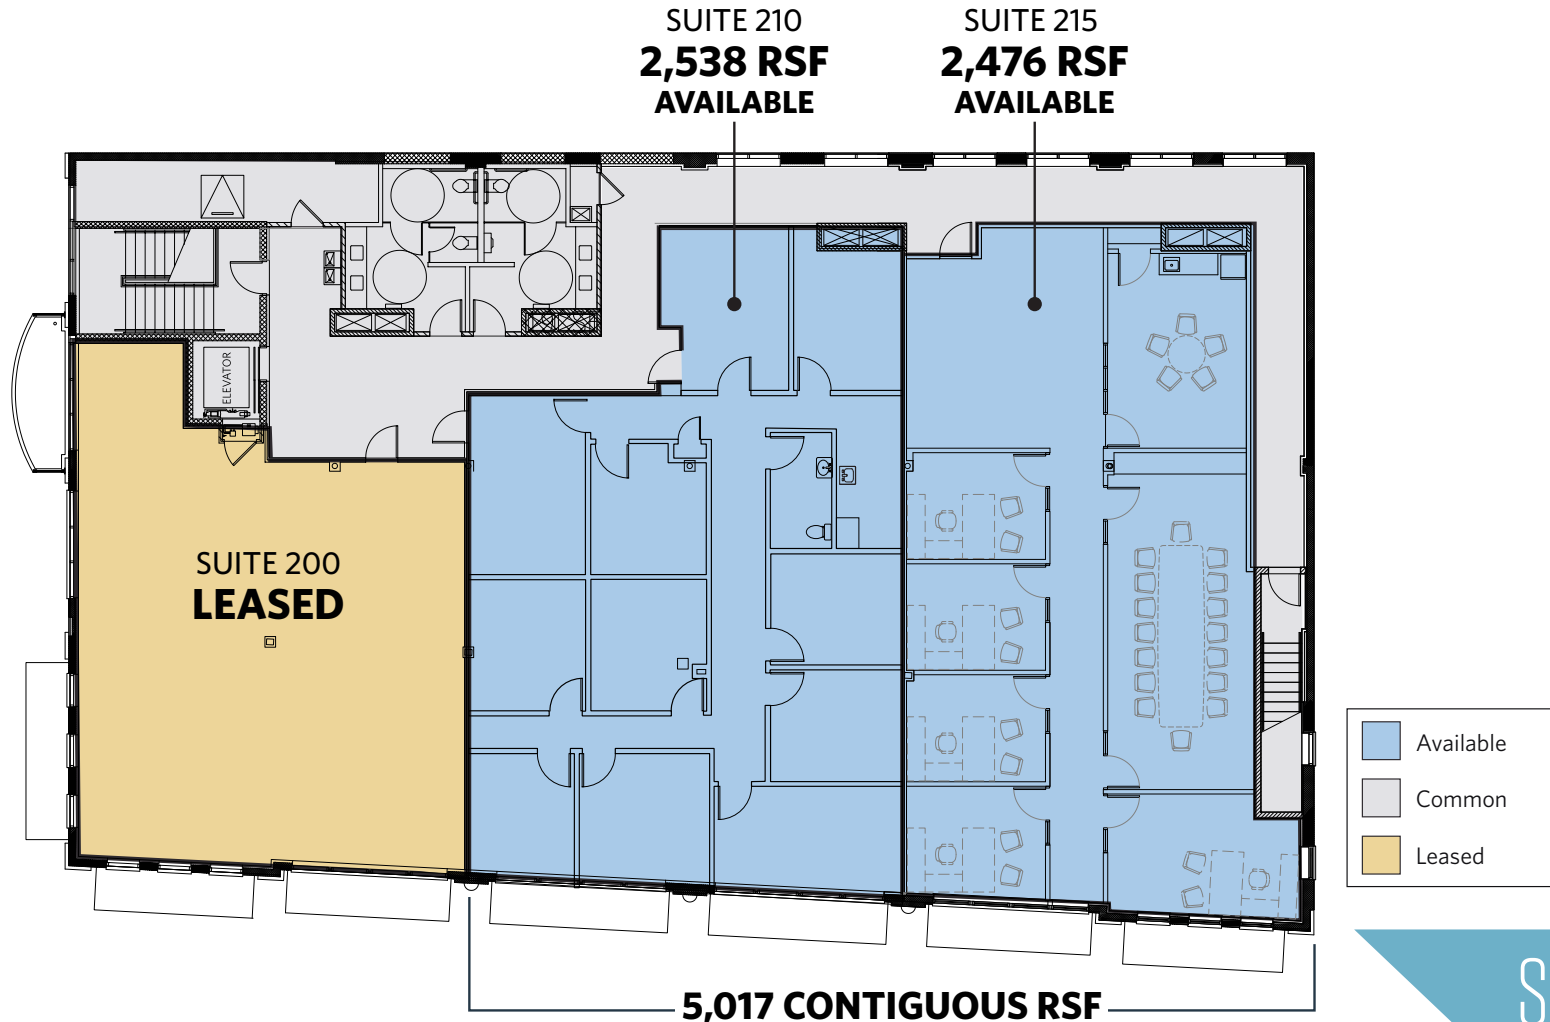 SUITE 210
2,538 RSF
AVAILABLE
SUITE 215
2,476 RSF
AVAILABLE
ELEVATOR
SUITE 200
LEASED
Available
Common
Leased
5,017 CONTIGUOUS RSF
S